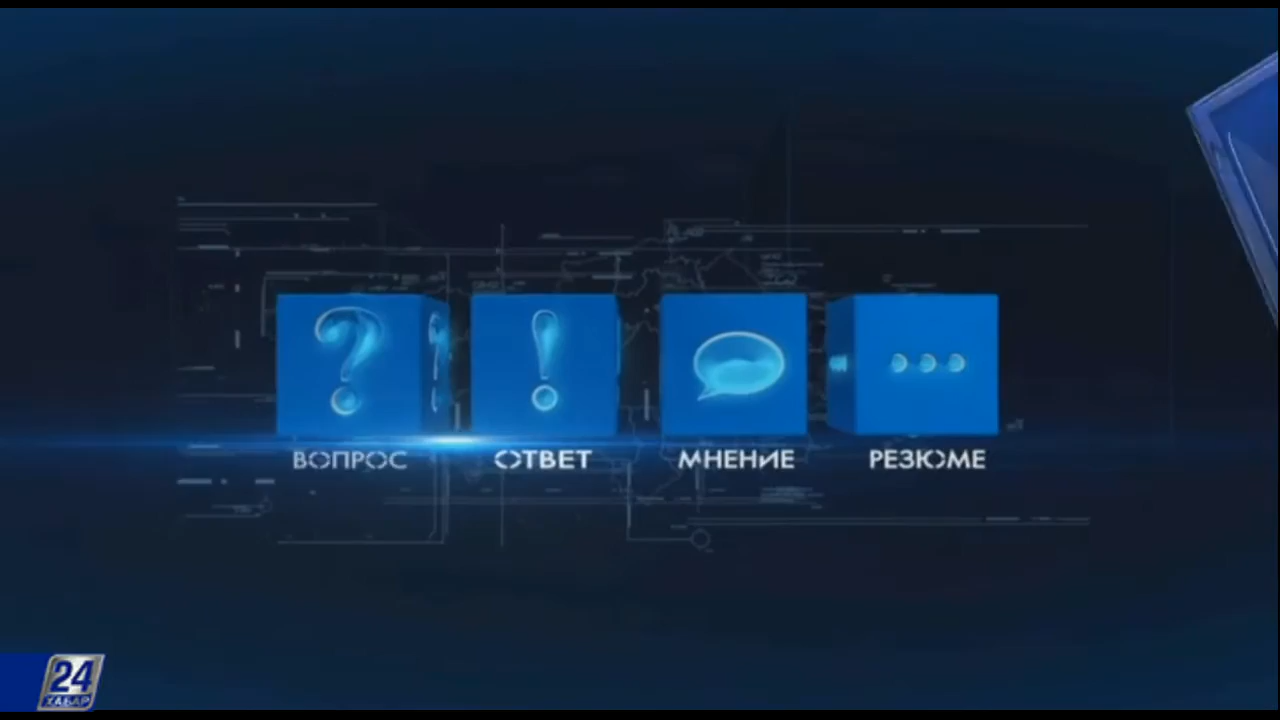 ВОПРОС
ОТВЕТ
МНЕНИЕ
РЕЗЮМЕ
24
ХАБАР